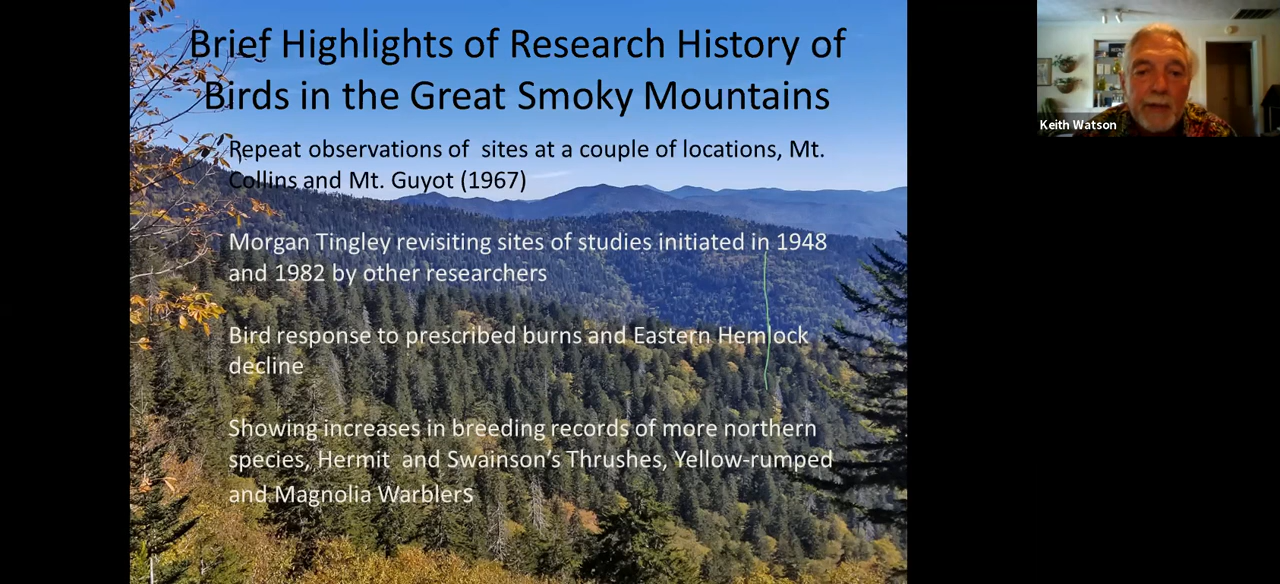 Brief Highlights of Research History of
Birds in the Great Smoky Mountains
Repeat observations of sites at a couple of locations, Mt.
Collins and Mt. Guyot (1967)
Morgan Tingley revisiting sites of studies initiated in 1948
and 1982 by other researchers
Bird response to prescribed burns and Eastern Hemlock
decline
Showing increases in breeding records of more northern
species, Hermit and Swainson's Thrushes, Yellow-rumped
and Magnolia Warblers
Keith Watson